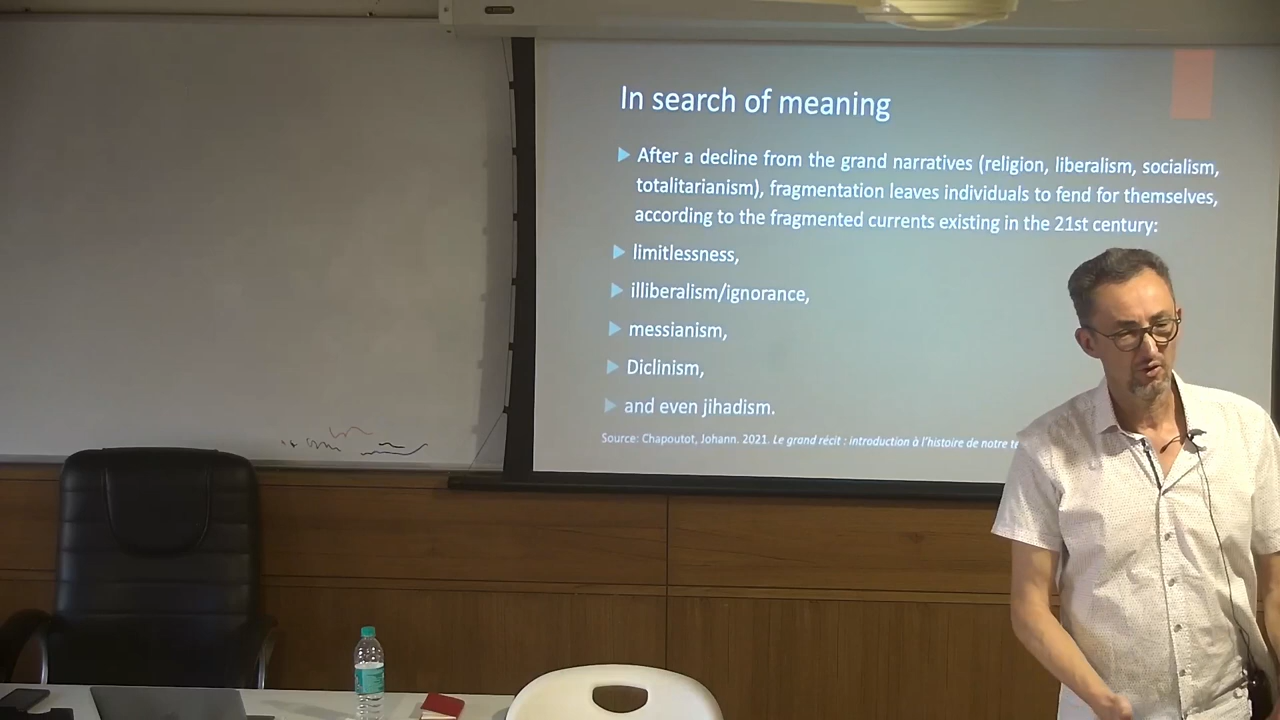 In search of meaning
After a decline from the grand narratives (religion, liberalism, socialism,
totalitarianism), fragmentation leaves individuals to fend for themselves,
according to the fragmented currents existing in the 21st century:
limitlessness,
illiberalism/ignorance,
messianism,
Diclinism,
and even jihadism.
Source: Chapoutot, Johann. 2021. Le grand récit : introduction à l'histoire de notre